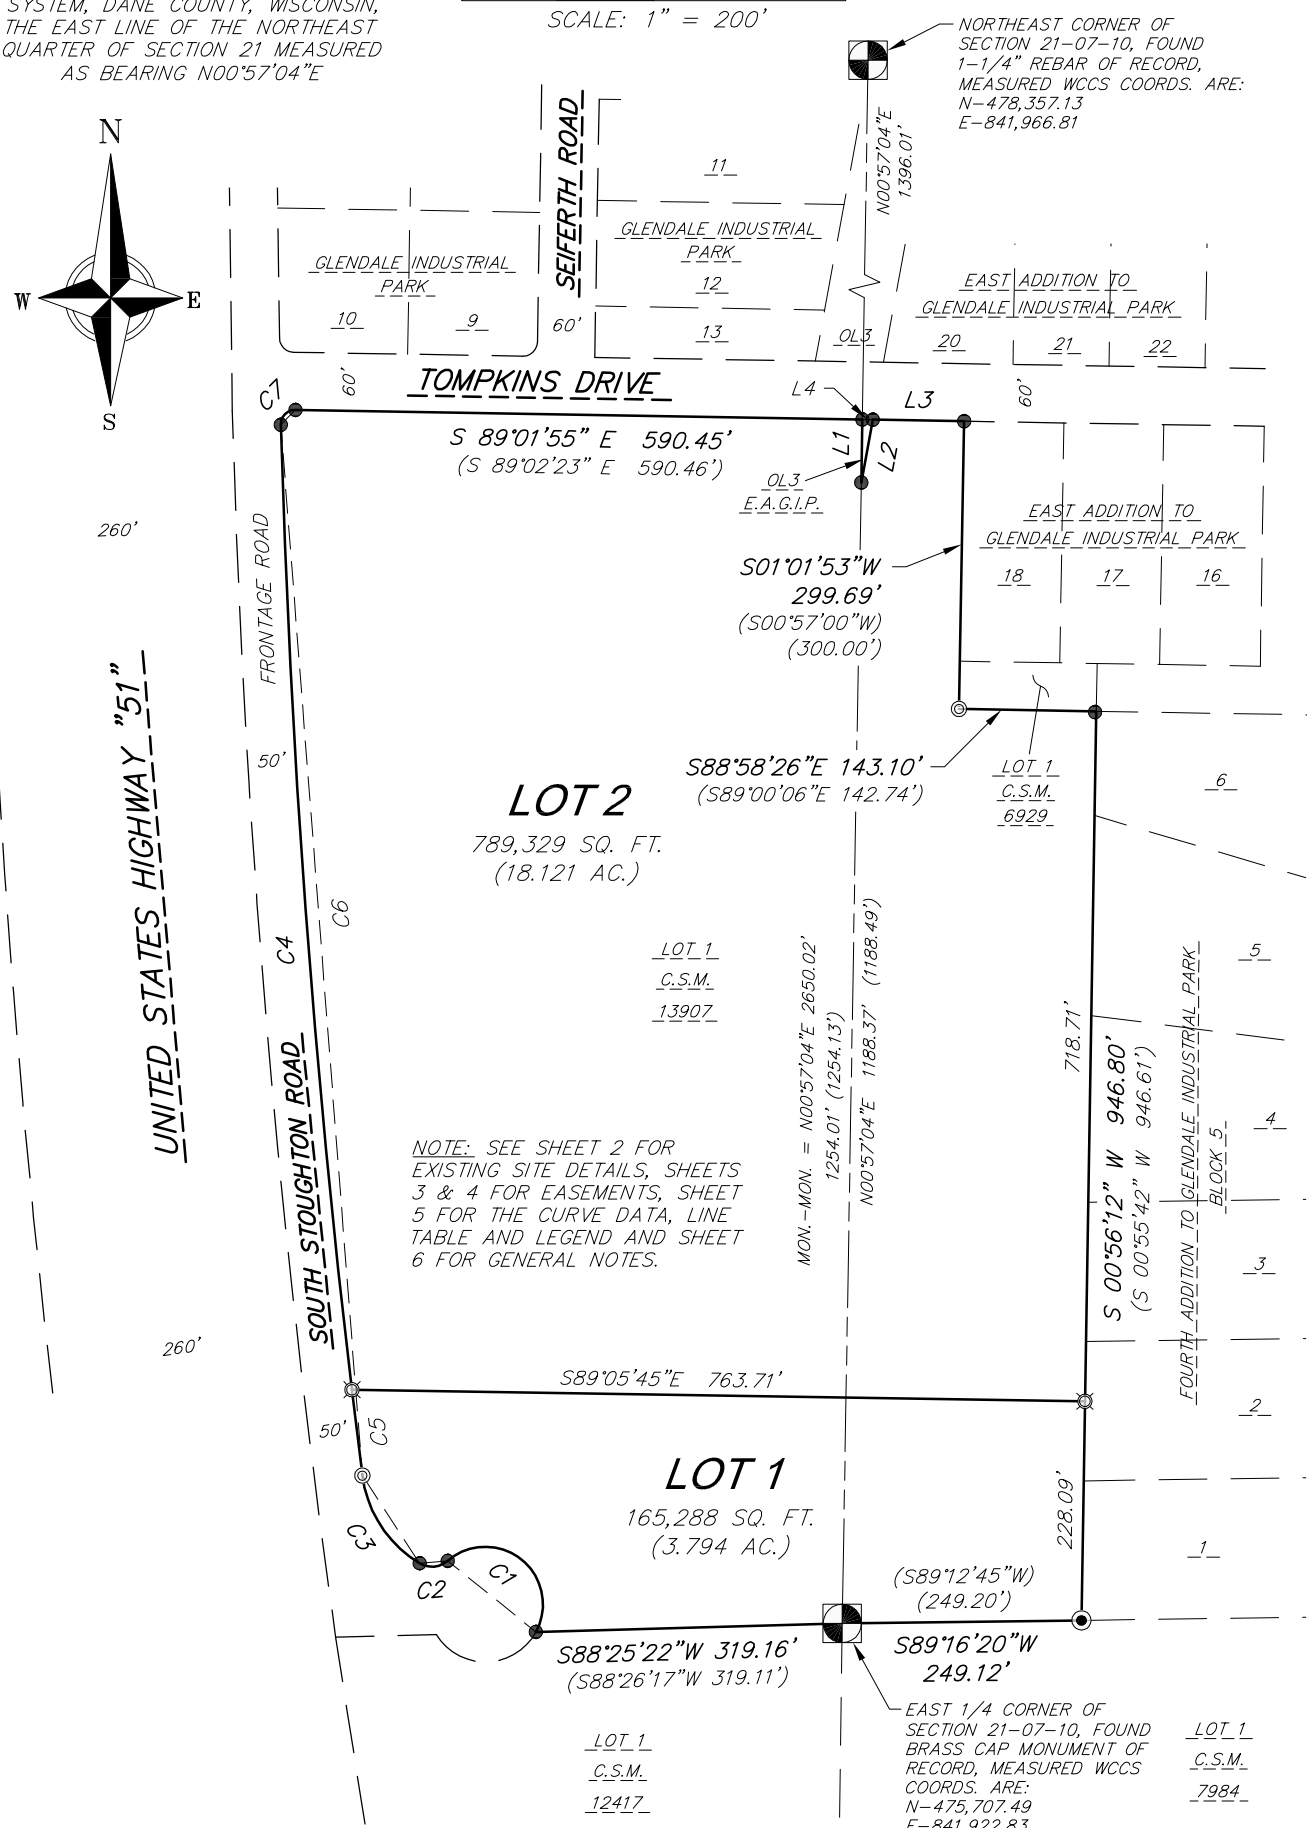 SYSTEM, DANE COUNTY, WISCONSIN,
THE EAST LINE OF THE NORTHEAST
QUARTER OF SECTION 21 MEASURED
AS BEARING N00°57'04"E
SCALE: 1" = 200'
NORTHEAST CORNER OF
SECTION 21-07-10, FOUND
1-1/4" REBAR OF RECORD,
MEASURED WCCS COORDS. ARE:
N-478,357.13
E-841,966.81
N
W
E
S
SEIFERTH ROAD
60'
N00°57'04"E
1396.01'
11
GLENDALE INDUSTRIAL
PARK
12
13
GLENDALE INDUSTRIAL
PARK
10
9
OL3
EAST ADDITION TO
GLENDALE INDUSTRIAL PARK
20
21
22
60'
60'
TOMPKINS DRIVE
C7
L4
L3
L1
L2
S 89°01'55" E 590.45'
(S 89°02'23" E 590.46')
OL3
E.A.G.I.P.
EAST ADDITION TO
GLENDALE INDUSTRIAL PARK
18
17
16
260'
FRONTAGE ROAD
S01°01'53"W
299.69'
(S00°57'00"W)
(300.00')
UNITED STATES HIGHWAY "51"
50'
S88°58'26"E 143.10'
(S89°00'06"E 142.74')
LOT 1
C.S.M.
6929
6
LOT 2
789,329 SQ. FT.
(18.121 AC.)
C6
C4
LOT 1
C.S.M.
13907
MON.-MON. = N00°57'04"E 2650.02'
1254.01' (1254.13')
N00°57'04"E 1188.37' (1188.49')
718.71'
S 00°56'12" W 946.80'
(S 00°55'42" W 946.61')
FOURTH ADDITION TO GLENDALE INDUSTRIAL PARK
BLOCK 5
5
4
3
2
1
SOUTH STOUGHTON ROAD
NOTE: SEE SHEET 2 FOR
EXISTING SITE DETAILS, SHEETS
3 & 4 FOR EASEMENTS, SHEET
5 FOR THE CURVE DATA, LINE
TABLE AND LEGEND AND SHEET
6 FOR GENERAL NOTES.
260'
S89°05'45"E 763.71'
50'
C5
LOT 1
165,288 SQ. FT.
(3.794 AC.)
228.09'
C3
C2
C1
(S89°12'45"W)
(249.20')
S88°25'22"W 319.16'
(S88°26'17"W 319.11')
S89°16'20"W
249.12'
EAST 1/4 CORNER OF
SECTION 21-07-10, FOUND
BRASS CAP MONUMENT OF
RECORD, MEASURED WCCS
COORDS. ARE:
N-475,707.49
E-841,922.83
LOT 1
C.S.M.
12417
LOT 1
C.S.M.
7984